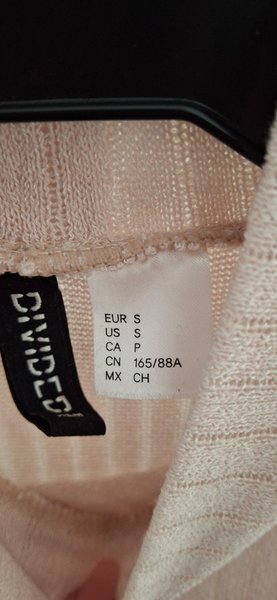 DIVIDED
EUR S
US S
CA P
CN 165/88A
MX CH